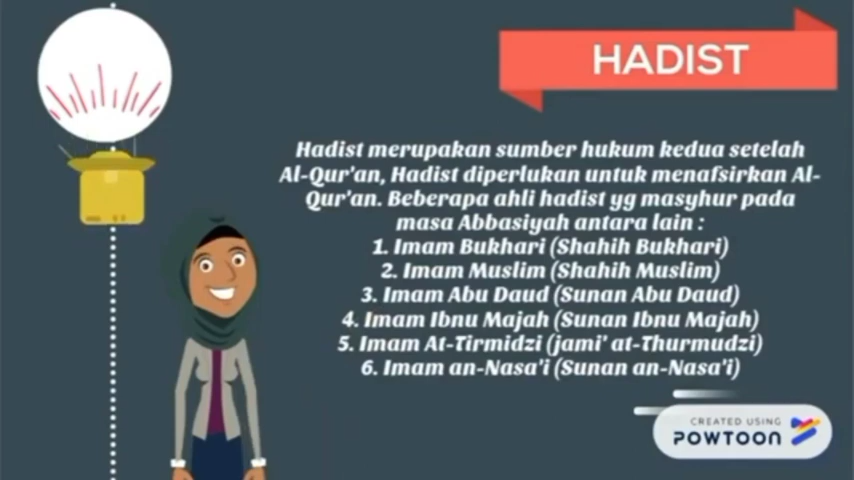 HADIST
Hadist merupakan sumber hukum kedua setelah
Al-Qur'an, Hadist diperlukan untuk menafsirkan Al-
Qur'an. Beberapa ahli hadist yg masyhur pada
masa Abbasiyah antara lain :
1. Imam Bukhari (Shahih Bukhari)
2. Imam Muslim (Shahih Muslim)
3. Imam Abu Daud (Sunan Abu Daud)
4. Imam Ibnu Majah (Sunan Ibnu Majah)
5. Imam At-Tirmidzi (jami' at-Thurmudzi)
6. Imam an-Nasa'i (Sunan an-Nasa'i)
CREATED USING
POWTOON